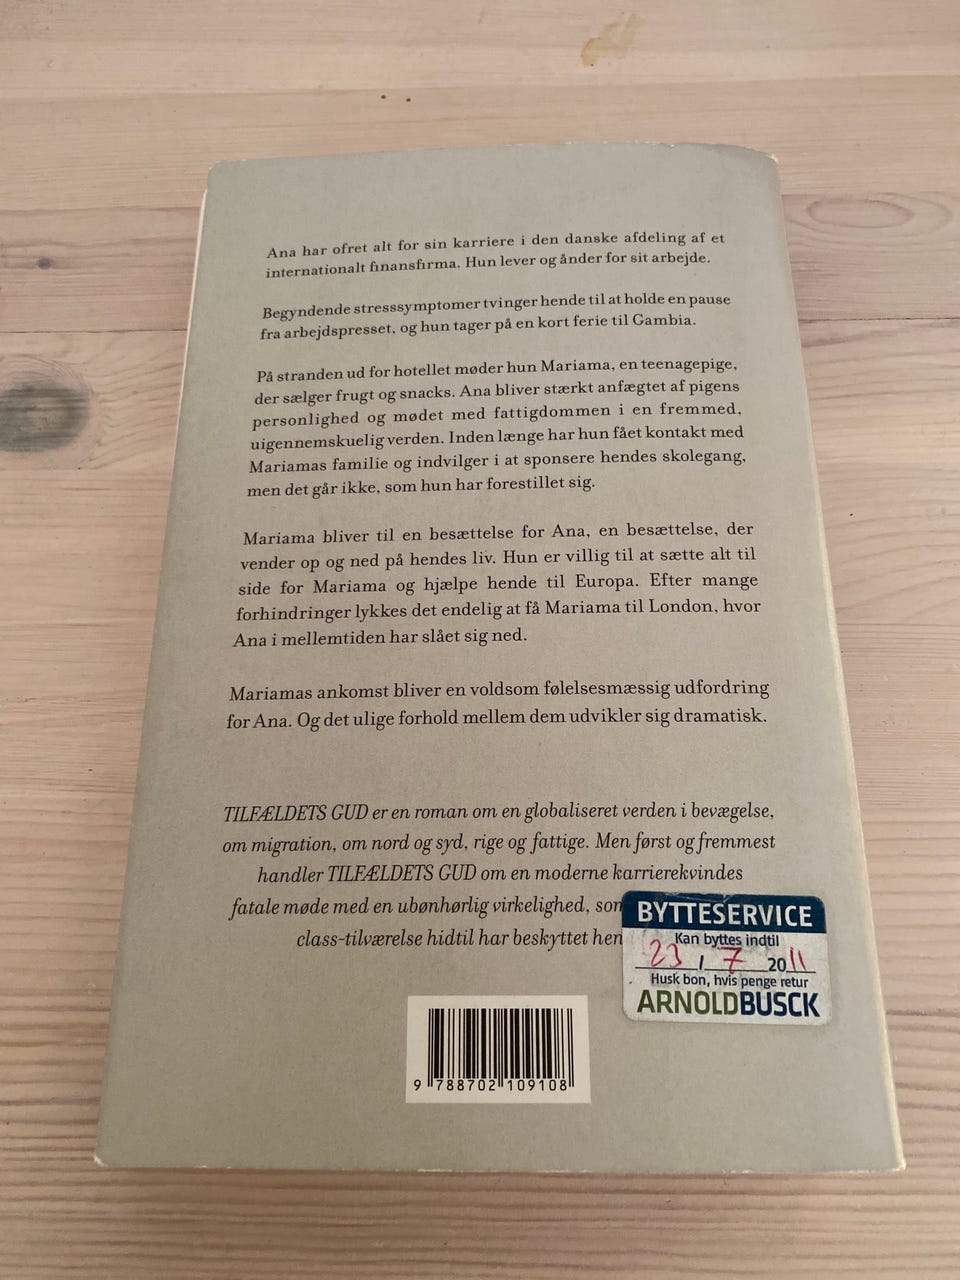 Ana har ofret alt for sin karriere i den danske afdeling af et
internationalt finansfirma. Hun lever og ånder for sit arbejde.
Begyndende stresssymptomer tvinger hende til at holde en pause
fra arbejdspresset, og hun tager på en kort ferie til Gambia.
På stranden ud for hotellet møder hun Mariama, en teenagepige,
der sælger frugt og snacks. Ana bliver stærkt anfægtet af pigens
personlighed og mødet med fattigdommen i en fremmed,
uigennemskuelig verden. Inden længe har hun fået kontakt med
Mariamas familie og indvilger i at sponsere hendes skolegang,
men det går ikke, som hun har forestillet sig.
Mariama bliver til en besættelse for Ana, en besættelse, der
vender op og ned på hendes liv. Hun er villig til at sætte alt til
side for Mariama og hjælpe hende til Europa. Efter mange
forhindringer lykkes det endelig at få Mariama til London, hvor
Ana i mellemtiden har slået sig ned.
Mariamas ankomst bliver en voldsom følelsesmæssig udfordring
for Ana. Og det ulige forhold mellem dem udvikler sig dramatisk.
TILFÆLDETS GUD er en roman om en globaliseret verden i bevægelse,
om migration, om nord og syd, rige og fattige. Men først og fremmest
handler TILFÆLDETS GUD om en moderne karrierekvindes
fatale møde med en ubønhørlig virkelighed, som
class-tilværelse hidtil har beskyttet hen
BYTTESERVICE
Kan byttes indtil
23 / 7 2011
Husk bon, hvis penge retur
ARNOLD BUSCK
9 788702 109108